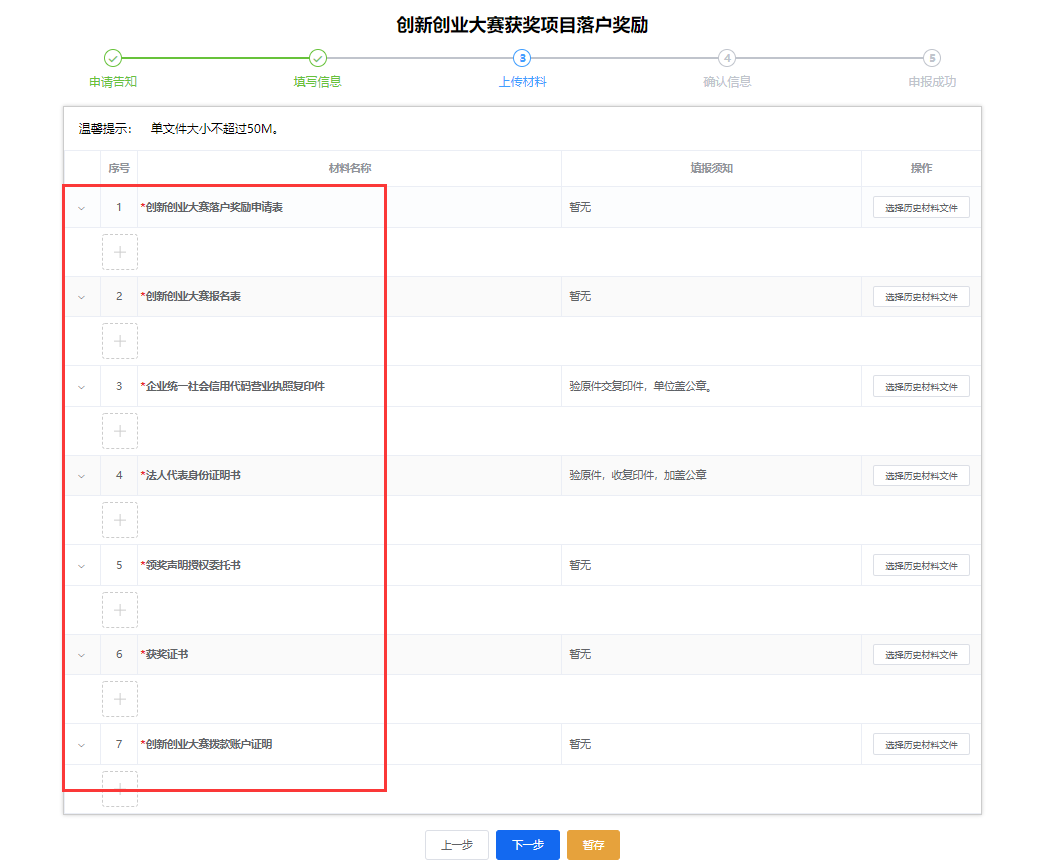 创新创业大赛获奖项目落户奖励
3 4 5
申请告知 填写信息 上传材料 确认信息 申报成功
温馨提示： 单文件大小不超过50M。
序号 材料名称 填报须知 操作
1 *创新创业大赛落户奖励申请表 暂无 选择历史材料文件
2 *创新创业大赛报名表 暂无 选择历史材料文件
3 *企业统一社会信用代码营业执照复印件 验原件交复印件，单位盖公章。 选择历史材料文件
4 *法人代表身份证明书 验原件，收复印件，加盖公章 选择历史材料文件
5 *领奖声明授权委托书 暂无 选择历史材料文件
6 *获奖证书 暂无 选择历史材料文件
7 *创新创业大赛拨款账户证明 暂无 选择历史材料文件
上一步 下一步 暂存